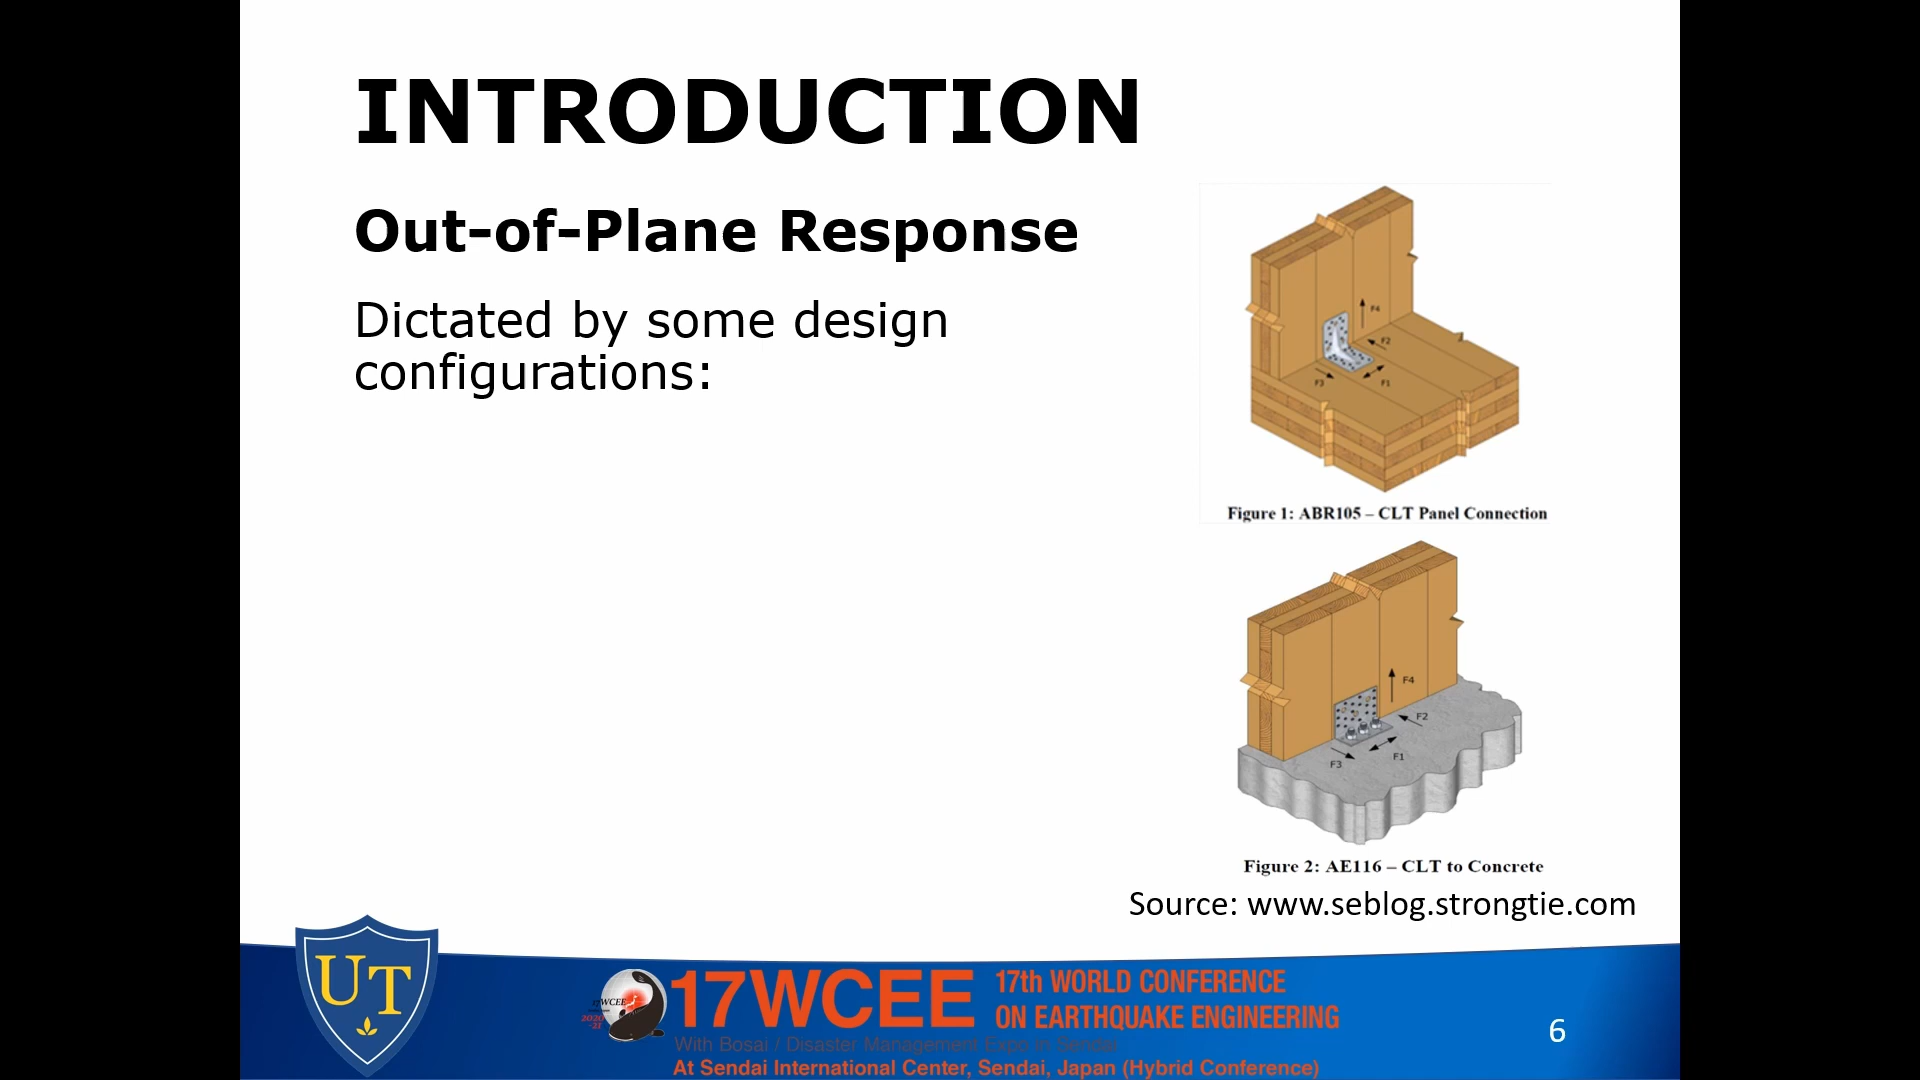 INTRODUCTION
Out-of-Plane Response
Dictated by some design
configurations:
F4
F2
F3
F1
Figure 1: ABR105 – CLT Panel Connection
F4
F2
F3
F1
Figure 2: AE116 – CLT to Concrete
Source: www.seblog.strongtie.com
UT
17WCEE
2020
-21
17WCEE
17th WORLD CONFERENCE
ON EARTHQUAKE ENGINEERING
With Bosai / Disaster Management Expo in Sendai
At Sendai International Center, Sendai, Japan (Hybrid Conference)
6